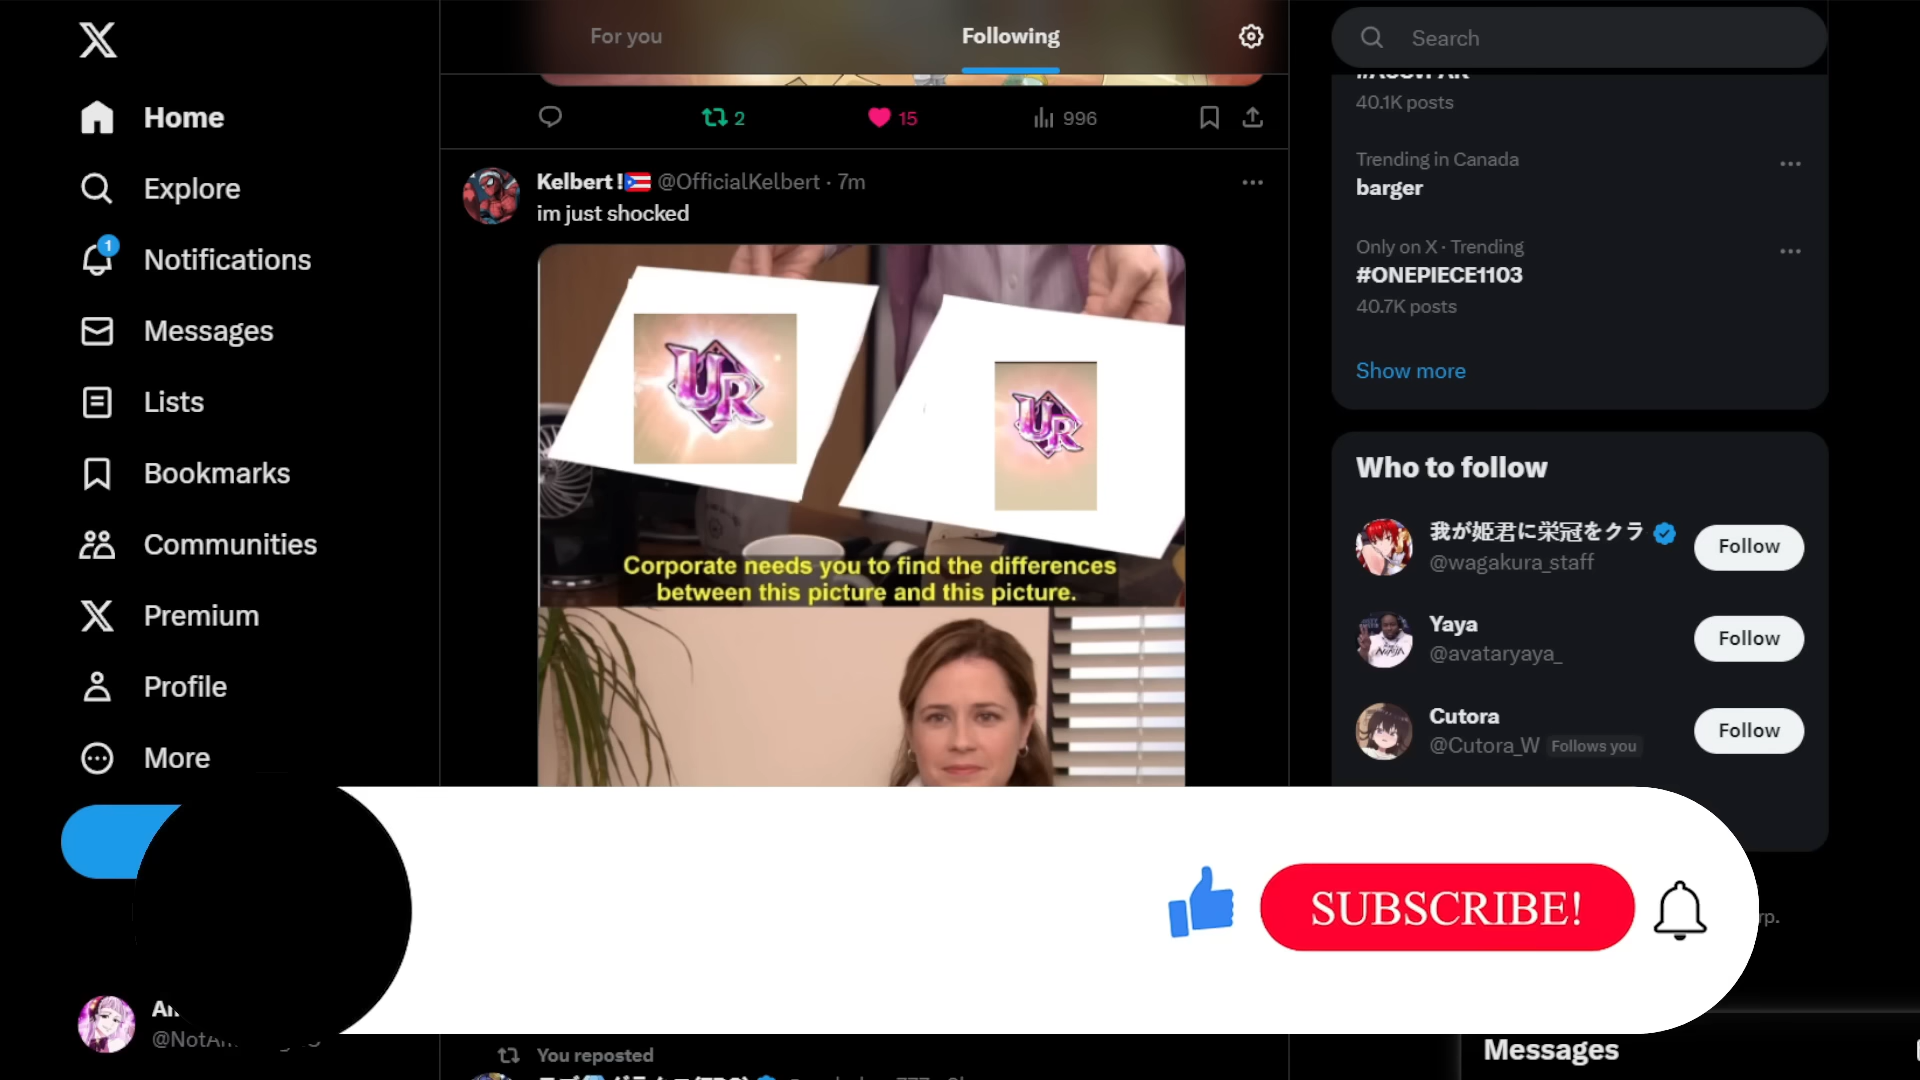 Home
Explore
1
Notifications
Messages
Lists
Bookmarks
Communities
Premium
Profile
More
For you
Following
2
15
996
Kelbert ! @OfficialKelbert · 7m
im just shocked
UR
UR
Corporate needs you to find the differences
between this picture and this picture.
You reposted
Search
40.1K posts
Trending in Canada
barger
Only on X · Trending
#ONEPIECE1103
40.7K posts
Show more
Who to follow
我が姫君に栄冠をクラ
@wagakura_staff
Follow
Yaya
@avataryaya_
Follow
Cutora
@Cutora_W Follows you
Follow
SUBSCRIBE!
rp.
Messages